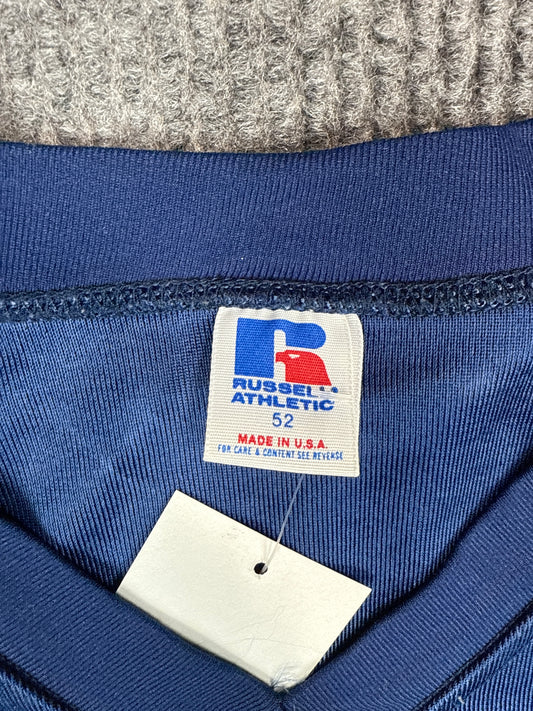 R
RUSSELL
ATHLETIC
52
MADE IN U.S.A.
FOR CARE & CONTENT SEE REVERSE